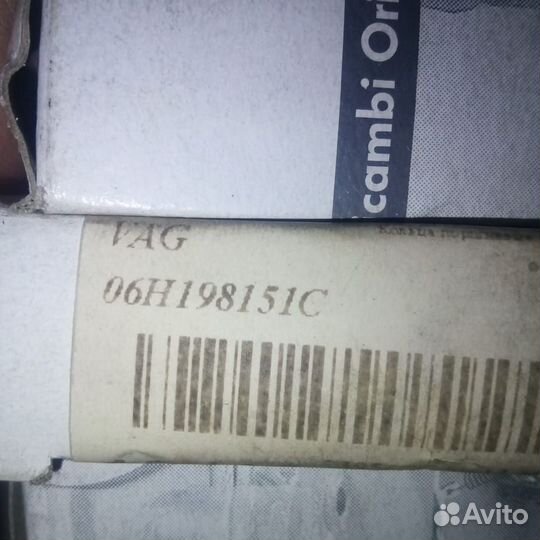 cambi Ori
VAG
06H198151C
Avito